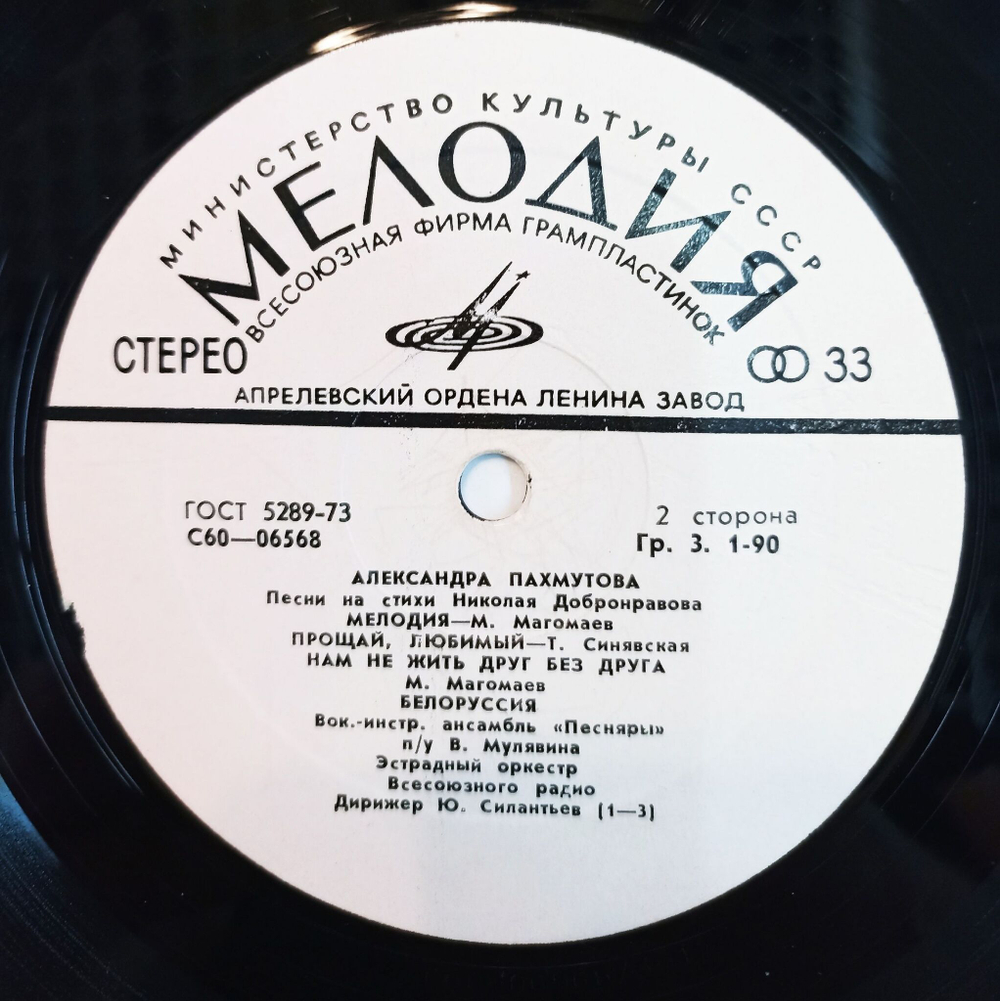 МИНИСТЕРСТВО КУЛЬТУРЫ СССР
МЕЛОДИЯ
ВСЕСОЮЗНАЯ ФИРМА ГРАМПЛАСТИНОК
СТЕРЕО
33
АПРЕЛЕВСКИЙ ОРДЕНА ЛЕНИНА ЗАВОД
ГОСТ 5289-73
2 сторона
С60—06568
Гр. 3. 1-90
АЛЕКСАНДРА ПАХМУТОВА
Песни на стихи Николая Добронравова
МЕЛОДИЯ—М. Магомаев
ПРОЩАЙ, ЛЮБИМЫЙ—Т. Синявская
НАМ НЕ ЖИТЬ ДРУГ БЕЗ ДРУГА
М. Магомаев
БЕЛОРУССИЯ
Вок.-инстр. ансамбль «Песняры»
п/у В. Мулявина
Эстрадный оркестр
Всесоюзного радио
Дирижер Ю. Силантьев (1—3)